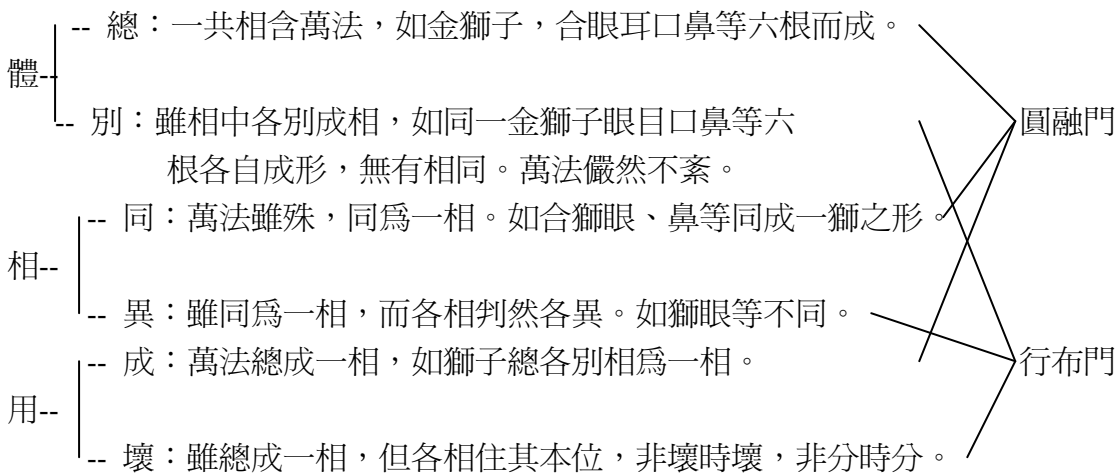 -- 總：一共相含萬法，如金獅子，合眼耳口鼻等六根而成。
體--
-- 別：雖相中各別成相，如同一金獅子眼目口鼻等六 圓融門
根各自成形，無有相同。萬法儼然不紊。
-- 同：萬法雖殊，同爲一相。如合獅眼、鼻等同成一獅之形。
相--
-- 異：雖同爲一相，而各相判然各異。如獅眼等不同。
-- 成：萬法總成一相，如獅子總各別相爲一相。 行布門
用--
-- 壞：雖總成一相，但各相住其本位，非壞時壞，非分時分。